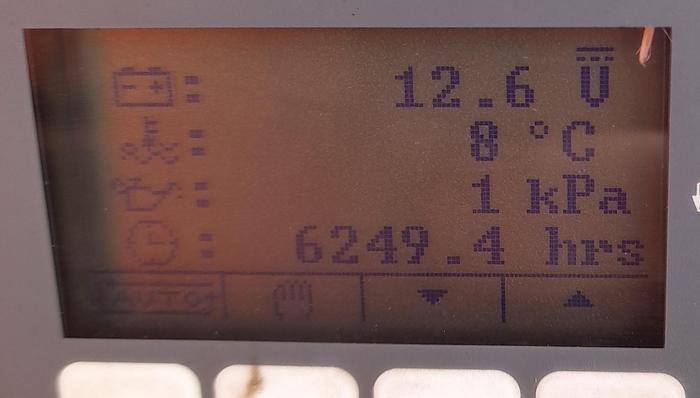 12.6 V
8 °C
1 kPa
6249.4 hrs
AUTO